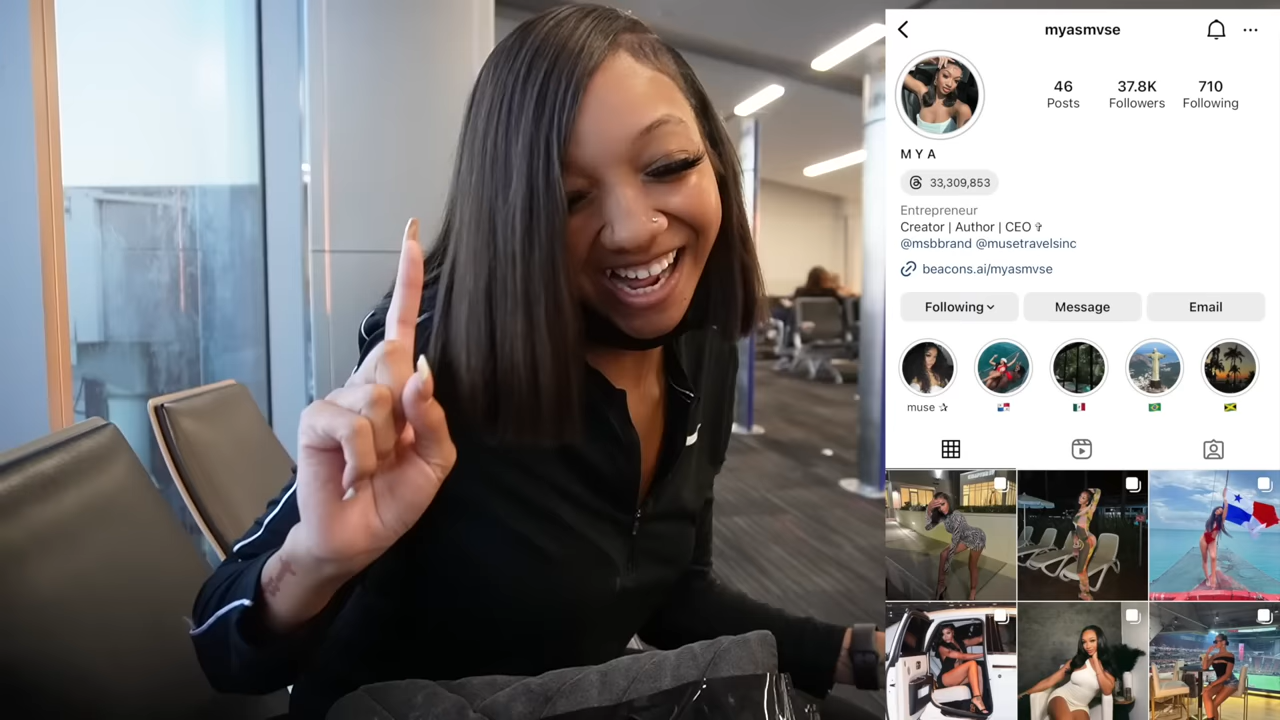 myasmvse
46 37.8K 710
Posts Followers Following
M Y A
33,309,853
Entrepreneur
Creator | Author | CEO ✞
@msbbrand @musetravelsinc
beacons.ai/myasmvse
Following Message Email
muse ✰